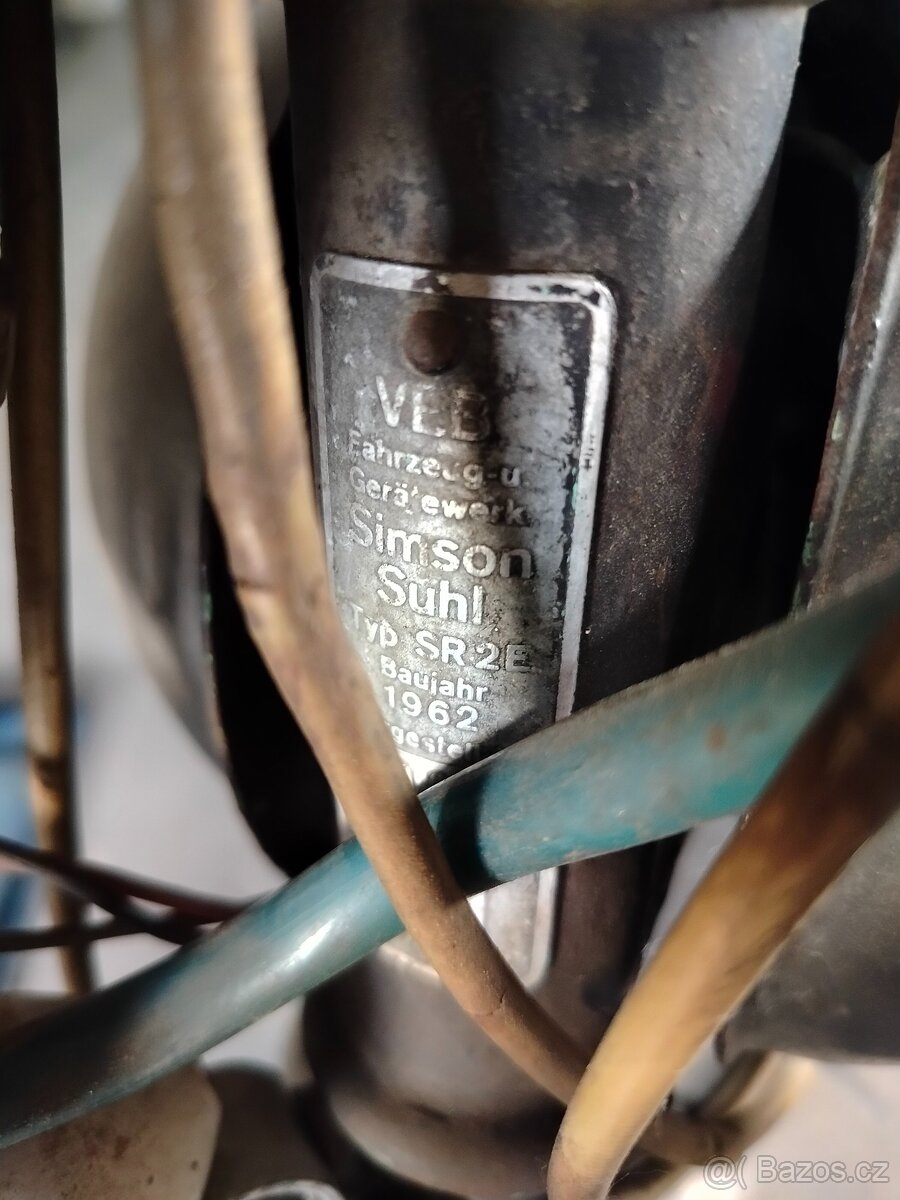 VEB
Fahrzeug-u
Gerätewerk
Simson
Suhl
Typ SR2E
Baujahr
1962
@( Bazos.cz